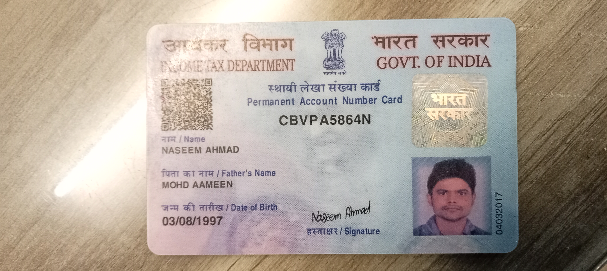 आयकर विभाग
INCOME TAX DEPARTMENT
भारत सरकार
GOVT. OF INDIA
स्थायी लेखा संख्या कार्ड
Permanent Account Number Card
CBVPA5864N
भारत
सरकार
नाम / Name
NASEEM AHMAD
पिता का नाम / Father's Name
MOHD AAMEEN
जन्म की तारीख / Date of Birth
03/08/1997
Naseem Ahmad
हस्ताक्षर / Signature
04032017